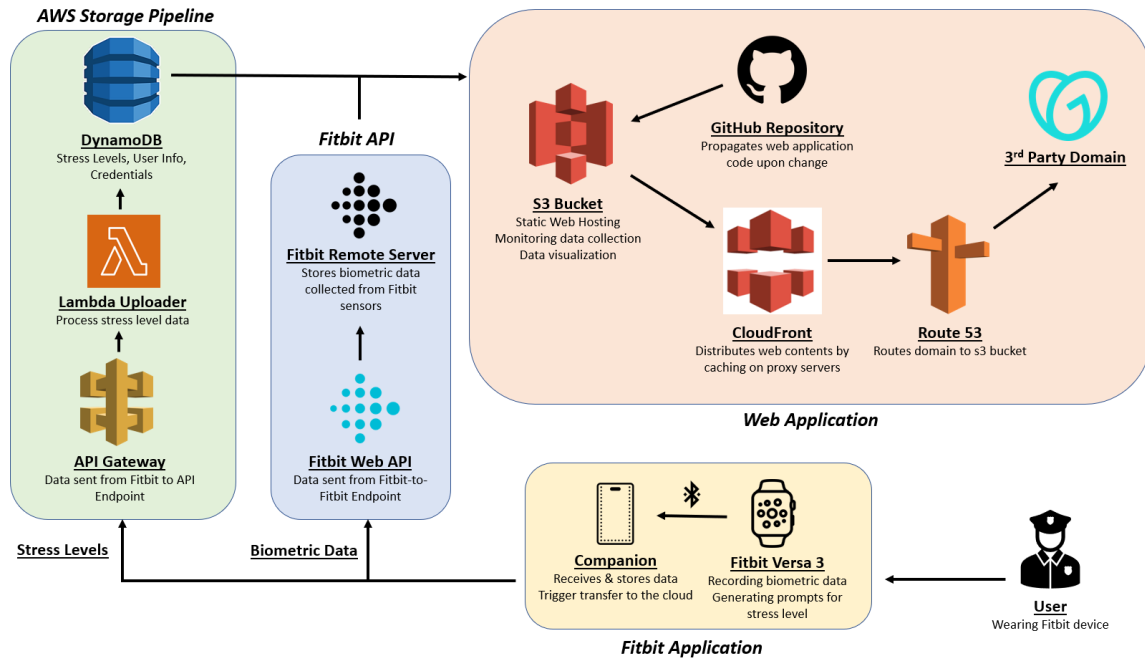 AWS Storage Pipeline
DynamoDB
Stress Levels, User Info,
Credentials
Lambda Uploader
Process stress level data
API Gateway
Data sent from Fitbit to API
Endpoint
Fitbit API
Fitbit Remote Server
Stores biometric data
collected from Fitbit
sensors
Fitbit Web API
Data sent from Fitbit-to-
Fitbit Endpoint
GitHub Repository
Propagates web application
code upon change
3rd Party Domain
S3 Bucket
Static Web Hosting
Monitoring data collection
Data visualization
CloudFront
Distributes web contents by
caching on proxy servers
Route 53
Routes domain to s3 bucket
Web Application
Stress Levels
Biometric Data
Companion
Receives & stores data
Trigger transfer to the cloud
Fitbit Versa 3
Recording biometric data
Generating prompts for
stress level
Fitbit Application
User
Wearing Fitbit device